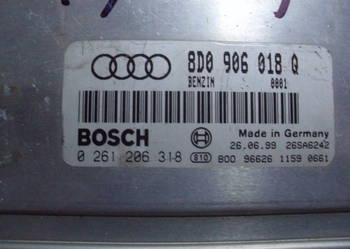 8D0 906 018 Q
BENZIN 0001
BOSCH Made in Germany
26.06.99 26SA6242
0 261 206 318 810 800 96626 1159 0661